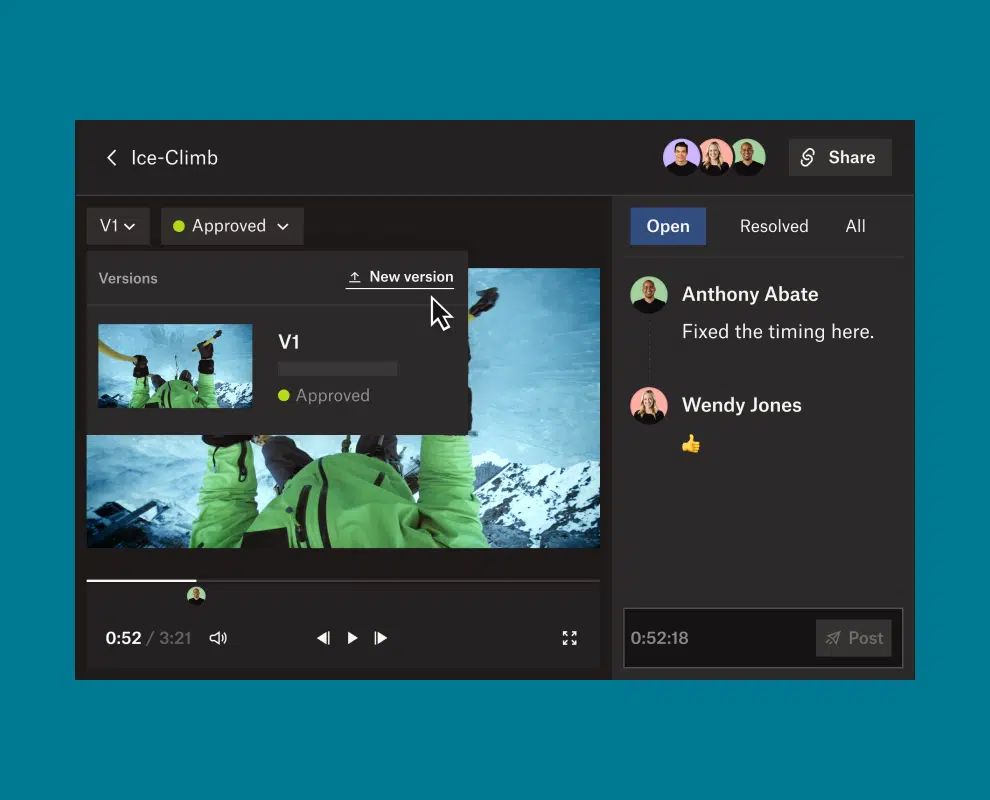 Ice-Climb
Share
V1
Approved
Versions
New version
V1
Approved
0:52 / 3:21
Open
Resolved
All
Anthony Abate
Fixed the timing here.
Wendy Jones
👍
0:52:18
Post